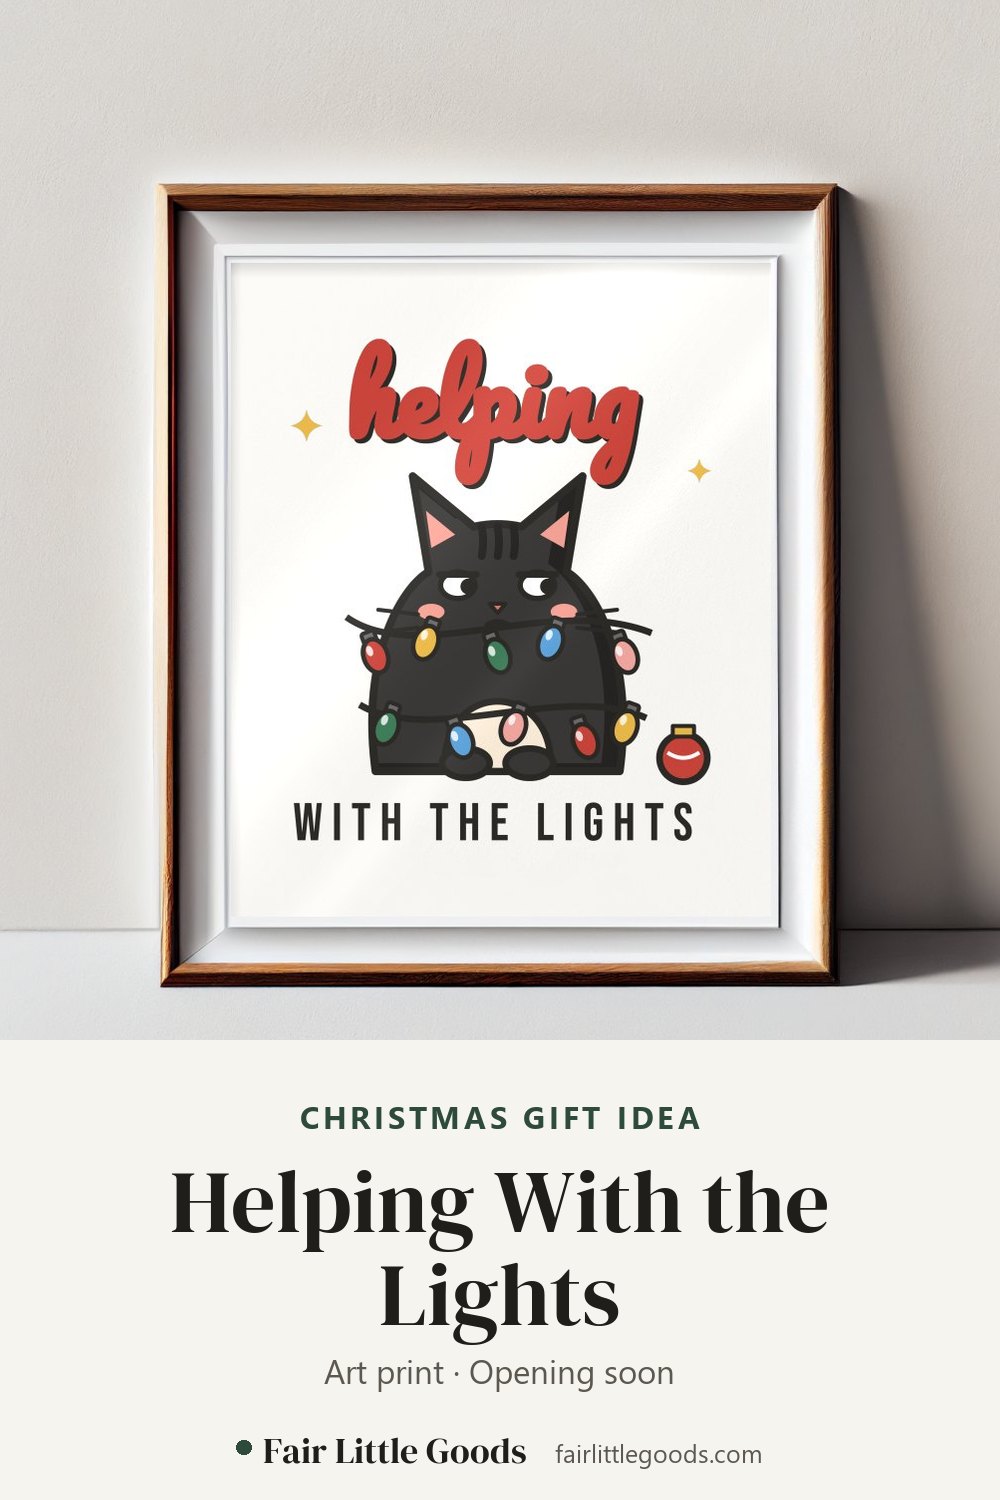 helping
WITH THE LIGHTS
CHRISTMAS GIFT IDEA
Helping With the
Lights
Art print · Opening soon
Fair Little Goods fairlittlegoods.com